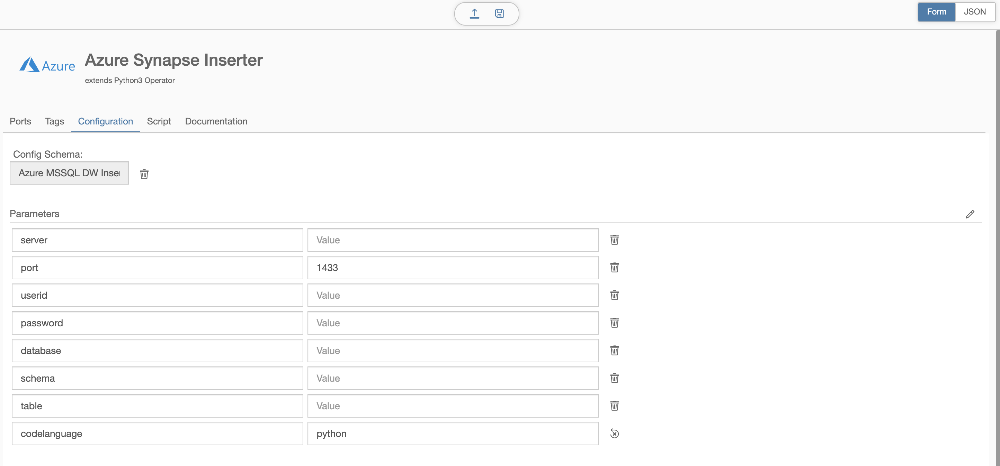 Form JSON
Azure
Azure Synapse Inserter
extends Python3 Operator
Ports Tags Configuration Script Documentation
Config Schema:
Azure MSSQL DW Inser
Parameters
server Value
port 1433
userid Value
password Value
database Value
schema Value
table Value
codelanguage python